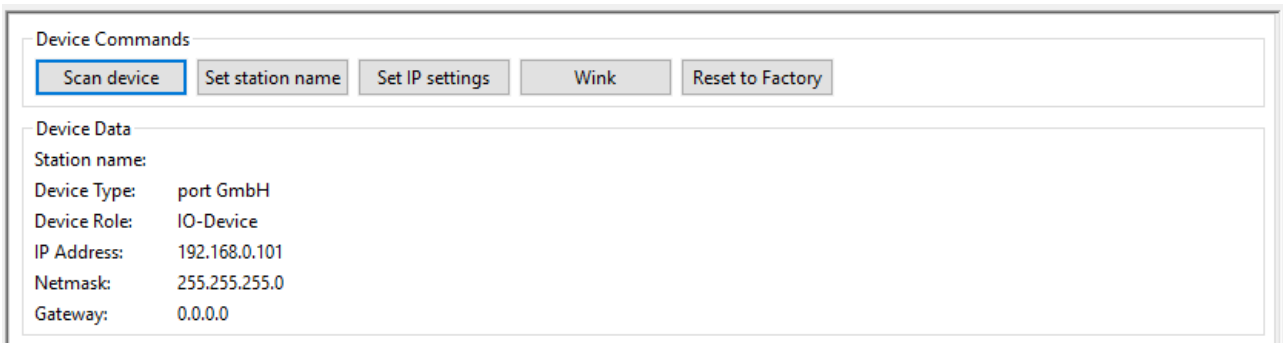 Device Commands
Scan device Set station name Set IP settings Wink Reset to Factory
Device Data
Station name:
Device Type: port GmbH
Device Role: IO-Device
IP Address: 192.168.0.101
Netmask: 255.255.255.0
Gateway: 0.0.0.0